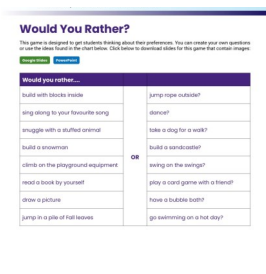 Would You Rather?
This game is designed to get students thinking about their preferences. You can create your own questions
or use the ideas found in the chart below. Click below to download slides for this game that contain images
Google Slides PowerPoint
Would you rather....
build with blocks inside jump rope outside?
sing along to your favourite song dance?
snuggle with a stuffed animal take a dog for a walk?
build a snowman build a sandcastle?
OR
climb on the playground equipment swing on the swings?
read a book by yourself play a card game with a friend?
draw a picture have a bubble bath?
jump in a pile of Fall leaves go swimming on a hot day?